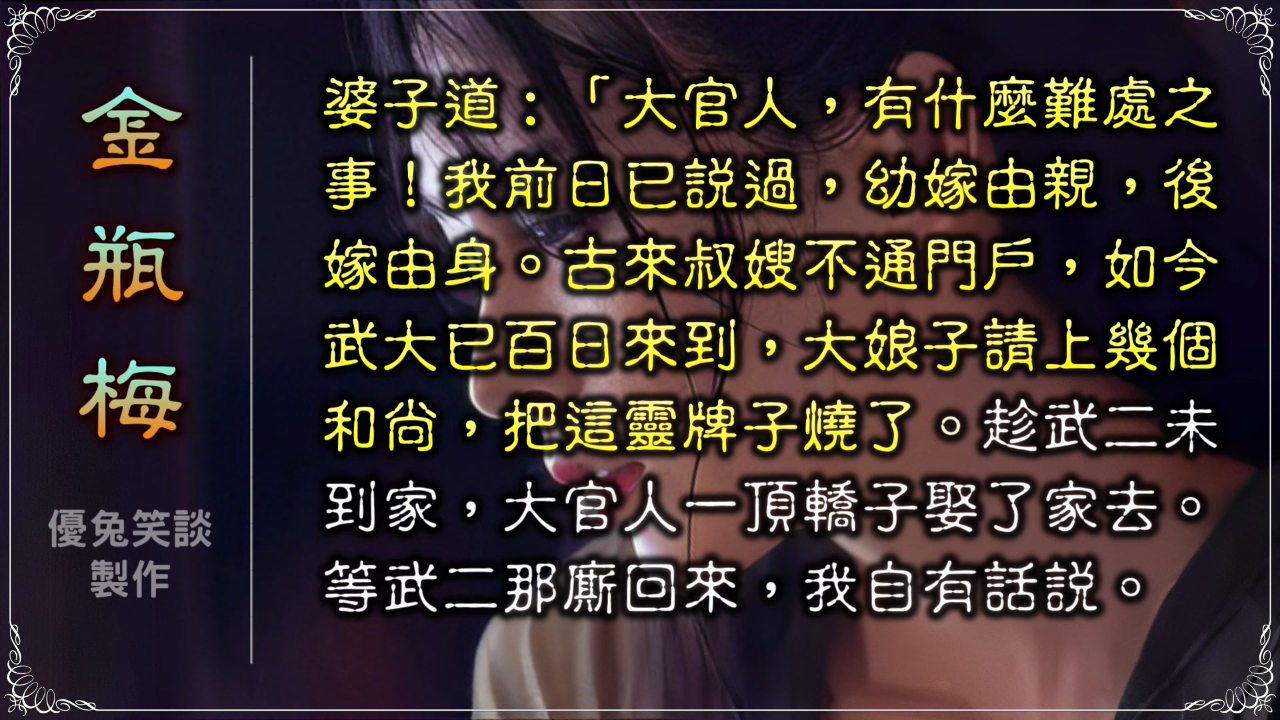 金瓶梅
優兔笑談
製作
婆子道：「大官人，有什麼難處之
事！我前日已説過，幼嫁由親，後
嫁由身。古來叔嫂不通門戶，如今
武大已百日來到，大娘子請上幾個
和尚，把這靈牌子燒了。趁武二未
到家，大官人一頂轎子娶了家去。
等武二那廝回來，我自有話説。